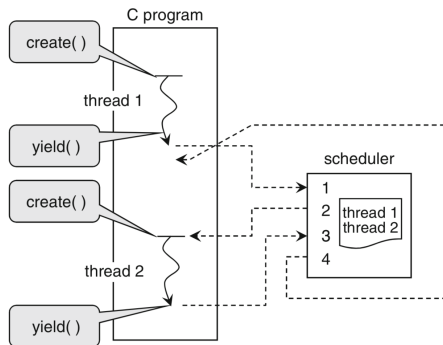 C program
create( )
thread 1
yield( )
create( )
thread 2
yield( )
scheduler
1
2
3
4
thread 1
thread 2